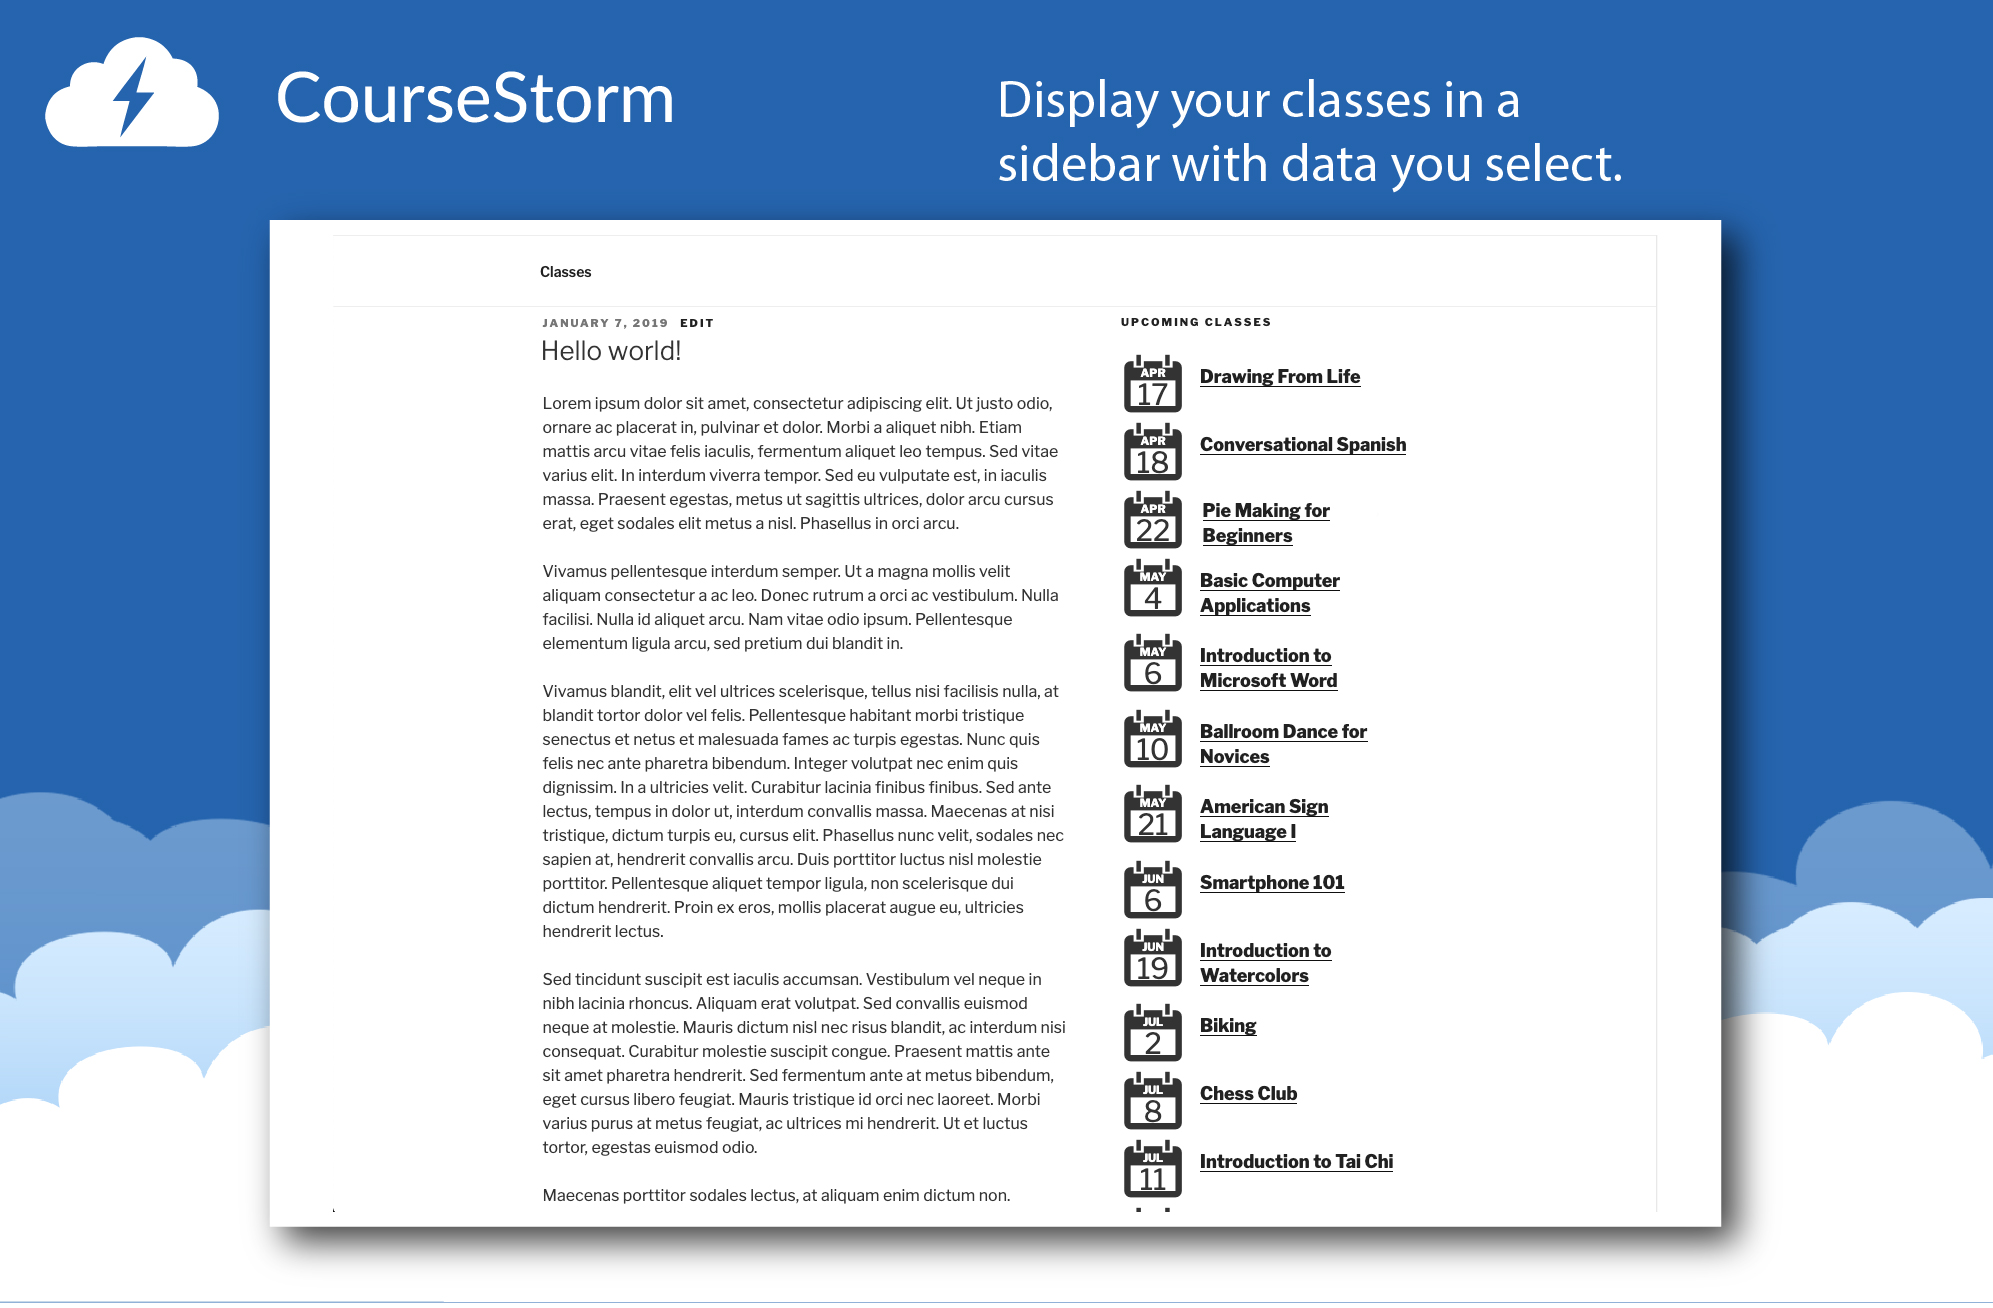 CourseStorm
Display your classes in a
sidebar with data you select.
Classes
JANUARY 7, 2019 EDIT
Hello world!
Lorem ipsum dolor sit amet, consectetur adipiscing elit. Ut justo odio,
ornare ac placerat in, pulvinar et dolor. Morbi a aliquet nibh. Etiam
mattis arcu vitae felis iaculis, fermentum aliquet leo tempus. Sed vitae
varius elit. In interdum viverra tempor. Sed eu vulputate est, in iaculis
massa. Praesent egestas, metus ut sagittis ultrices, dolor arcu cursus
erat, eget sodales elit metus a nisl. Phasellus in orci arcu.
Vivamus pellentesque interdum semper. Ut a magna mollis velit
aliquam consectetur a ac leo. Donec rutrum a orci ac vestibulum. Nulla
facilisi. Nulla id aliquet arcu. Nam vitae odio ipsum. Pellentesque
elementum ligula arcu, sed pretium dui blandit in.
Vivamus blandit, elit vel ultrices scelerisque, tellus nisi facilisis nulla, at
blandit tortor dolor vel felis. Pellentesque habitant morbi tristique
senectus et netus et malesuada fames ac turpis egestas. Nunc quis
felis nec ante pharetra bibendum. Integer volutpat nec enim quis
dignissim. In a ultricies velit. Curabitur lacinia finibus finibus. Sed ante
lectus, tempus in dolor ut, interdum convallis massa. Maecenas at nisi
tristique, dictum turpis eu, cursus elit. Phasellus nunc velit, sodales nec
sapien at, hendrerit convallis arcu. Duis porttitor luctus nisl molestie
porttitor. Pellentesque aliquet tempor ligula, non scelerisque dui
dictum hendrerit. Proin ex eros, mollis placerat augue eu, ultricies
hendrerit lectus.
Sed tincidunt suscipit est iaculis accumsan. Vestibulum vel neque in
nibh lacinia rhoncus. Aliquam erat volutpat. Sed convallis euismod
neque at molestie. Mauris dictum nisl nec risus blandit, ac interdum nisi
consequat. Curabitur molestie suscipit congue. Praesent mattis ante
sit amet pharetra hendrerit. Sed fermentum ante at metus bibendum,
eget cursus libero feugiat. Mauris tristique id orci nec laoreet. Morbi
varius purus at metus feugiat, ac ultrices mi hendrerit. Ut et luctus
tortor, egestas euismod odio.
Maecenas porttitor sodales lectus, at aliquam enim dictum non.
UPCOMING CLASSES
APR
17
Drawing From Life
APR
18
Conversational Spanish
APR
22
Pie Making for
Beginners
MAY
4
Basic Computer
Applications
MAY
6
Introduction to
Microsoft Word
MAY
10
Ballroom Dance for
Novices
MAY
21
American Sign
Language I
JUN
6
Smartphone 101
JUN
19
Introduction to
Watercolors
JUL
2
Biking
JUL
8
Chess Club
JUL
11
Introduction to Tai Chi